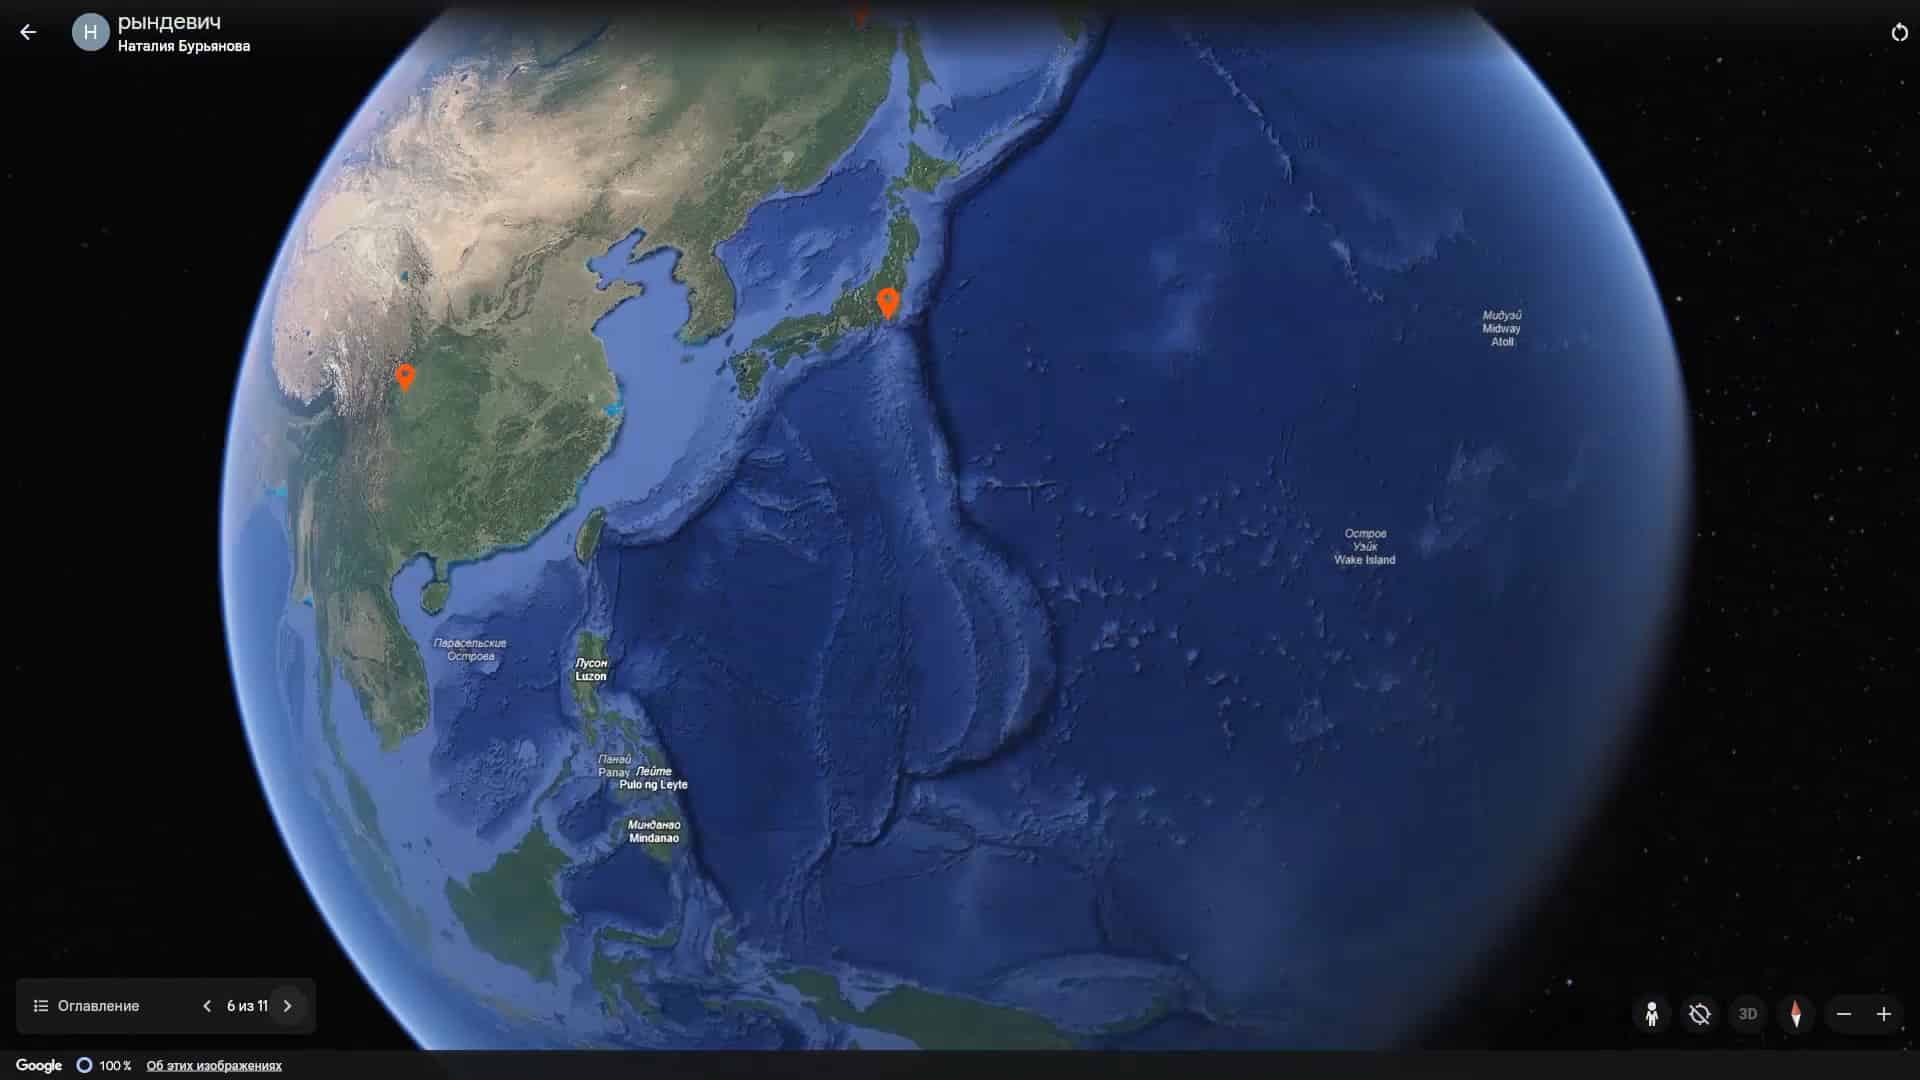 рындевич
Н
Наталия Бурьянова
Мидуэй
Midway
Atoll
Остров
Уэйк
Wake Island
Парасельские
Острова
Лусон
Luzon
Панай
Panay
Лейте
Pulo ng Leyte
Минданао
Mindanao
Оглавление
6 из 11
3D
Google
100 %
Об этих изображениях